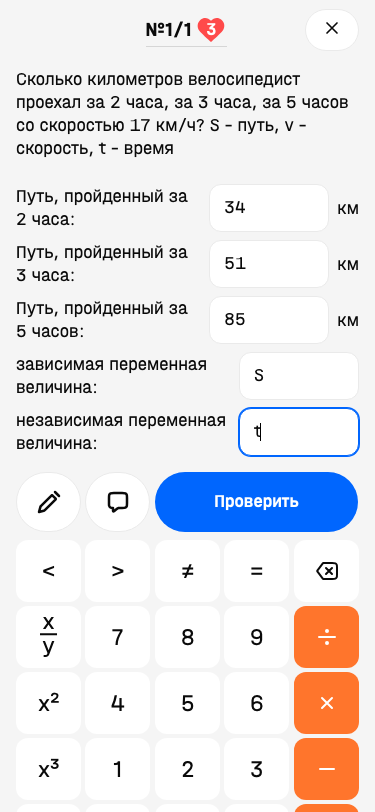 №1/1 3
Сколько километров велосипедист
проехал за 2 часа, за 3 часа, за 5 часов
со скоростью 17 км/ч? S - путь, v -
скорость, t - время
Путь, пройденный за
2 часа:
34 км
Путь, пройденный за
3 часа:
51 км
Путь, пройденный за
5 часов:
85 км
зависимая переменная
величина:
S
независимая переменная
величина:
t
Проверить
< > ≠ =
x/y 7 8 9 ÷
x² 4 5 6 ×
x³ 1 2 3 −